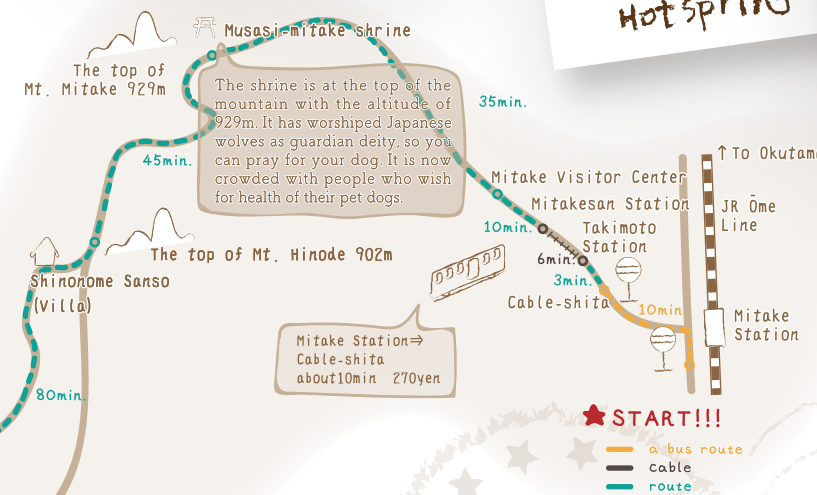 Hot spring
Musasi-mitake shrine
The top of
Mt. Mitake 929m
The shrine is at the top of the
mountain with the altitude of
929m. It has worshiped Japanese
wolves as guardian deity, so you
can pray for your dog. It is now
crowded with people who wish
for health of their pet dogs.
35min.
45min.
↑To Okutam
Mitake Visitor Center
Mitakesan Station
JR Ōme
Line
10min.
Takimoto
Station
6min.
The top of Mt. Hinode 902m
3min.
Shinonome Sanso
(Villa)
Cable-shita
10min
Mitake
Station
Mitake Station⇒
Cable-shita
about10min 270yen
80min.
START!!!
a bus route
cable
route